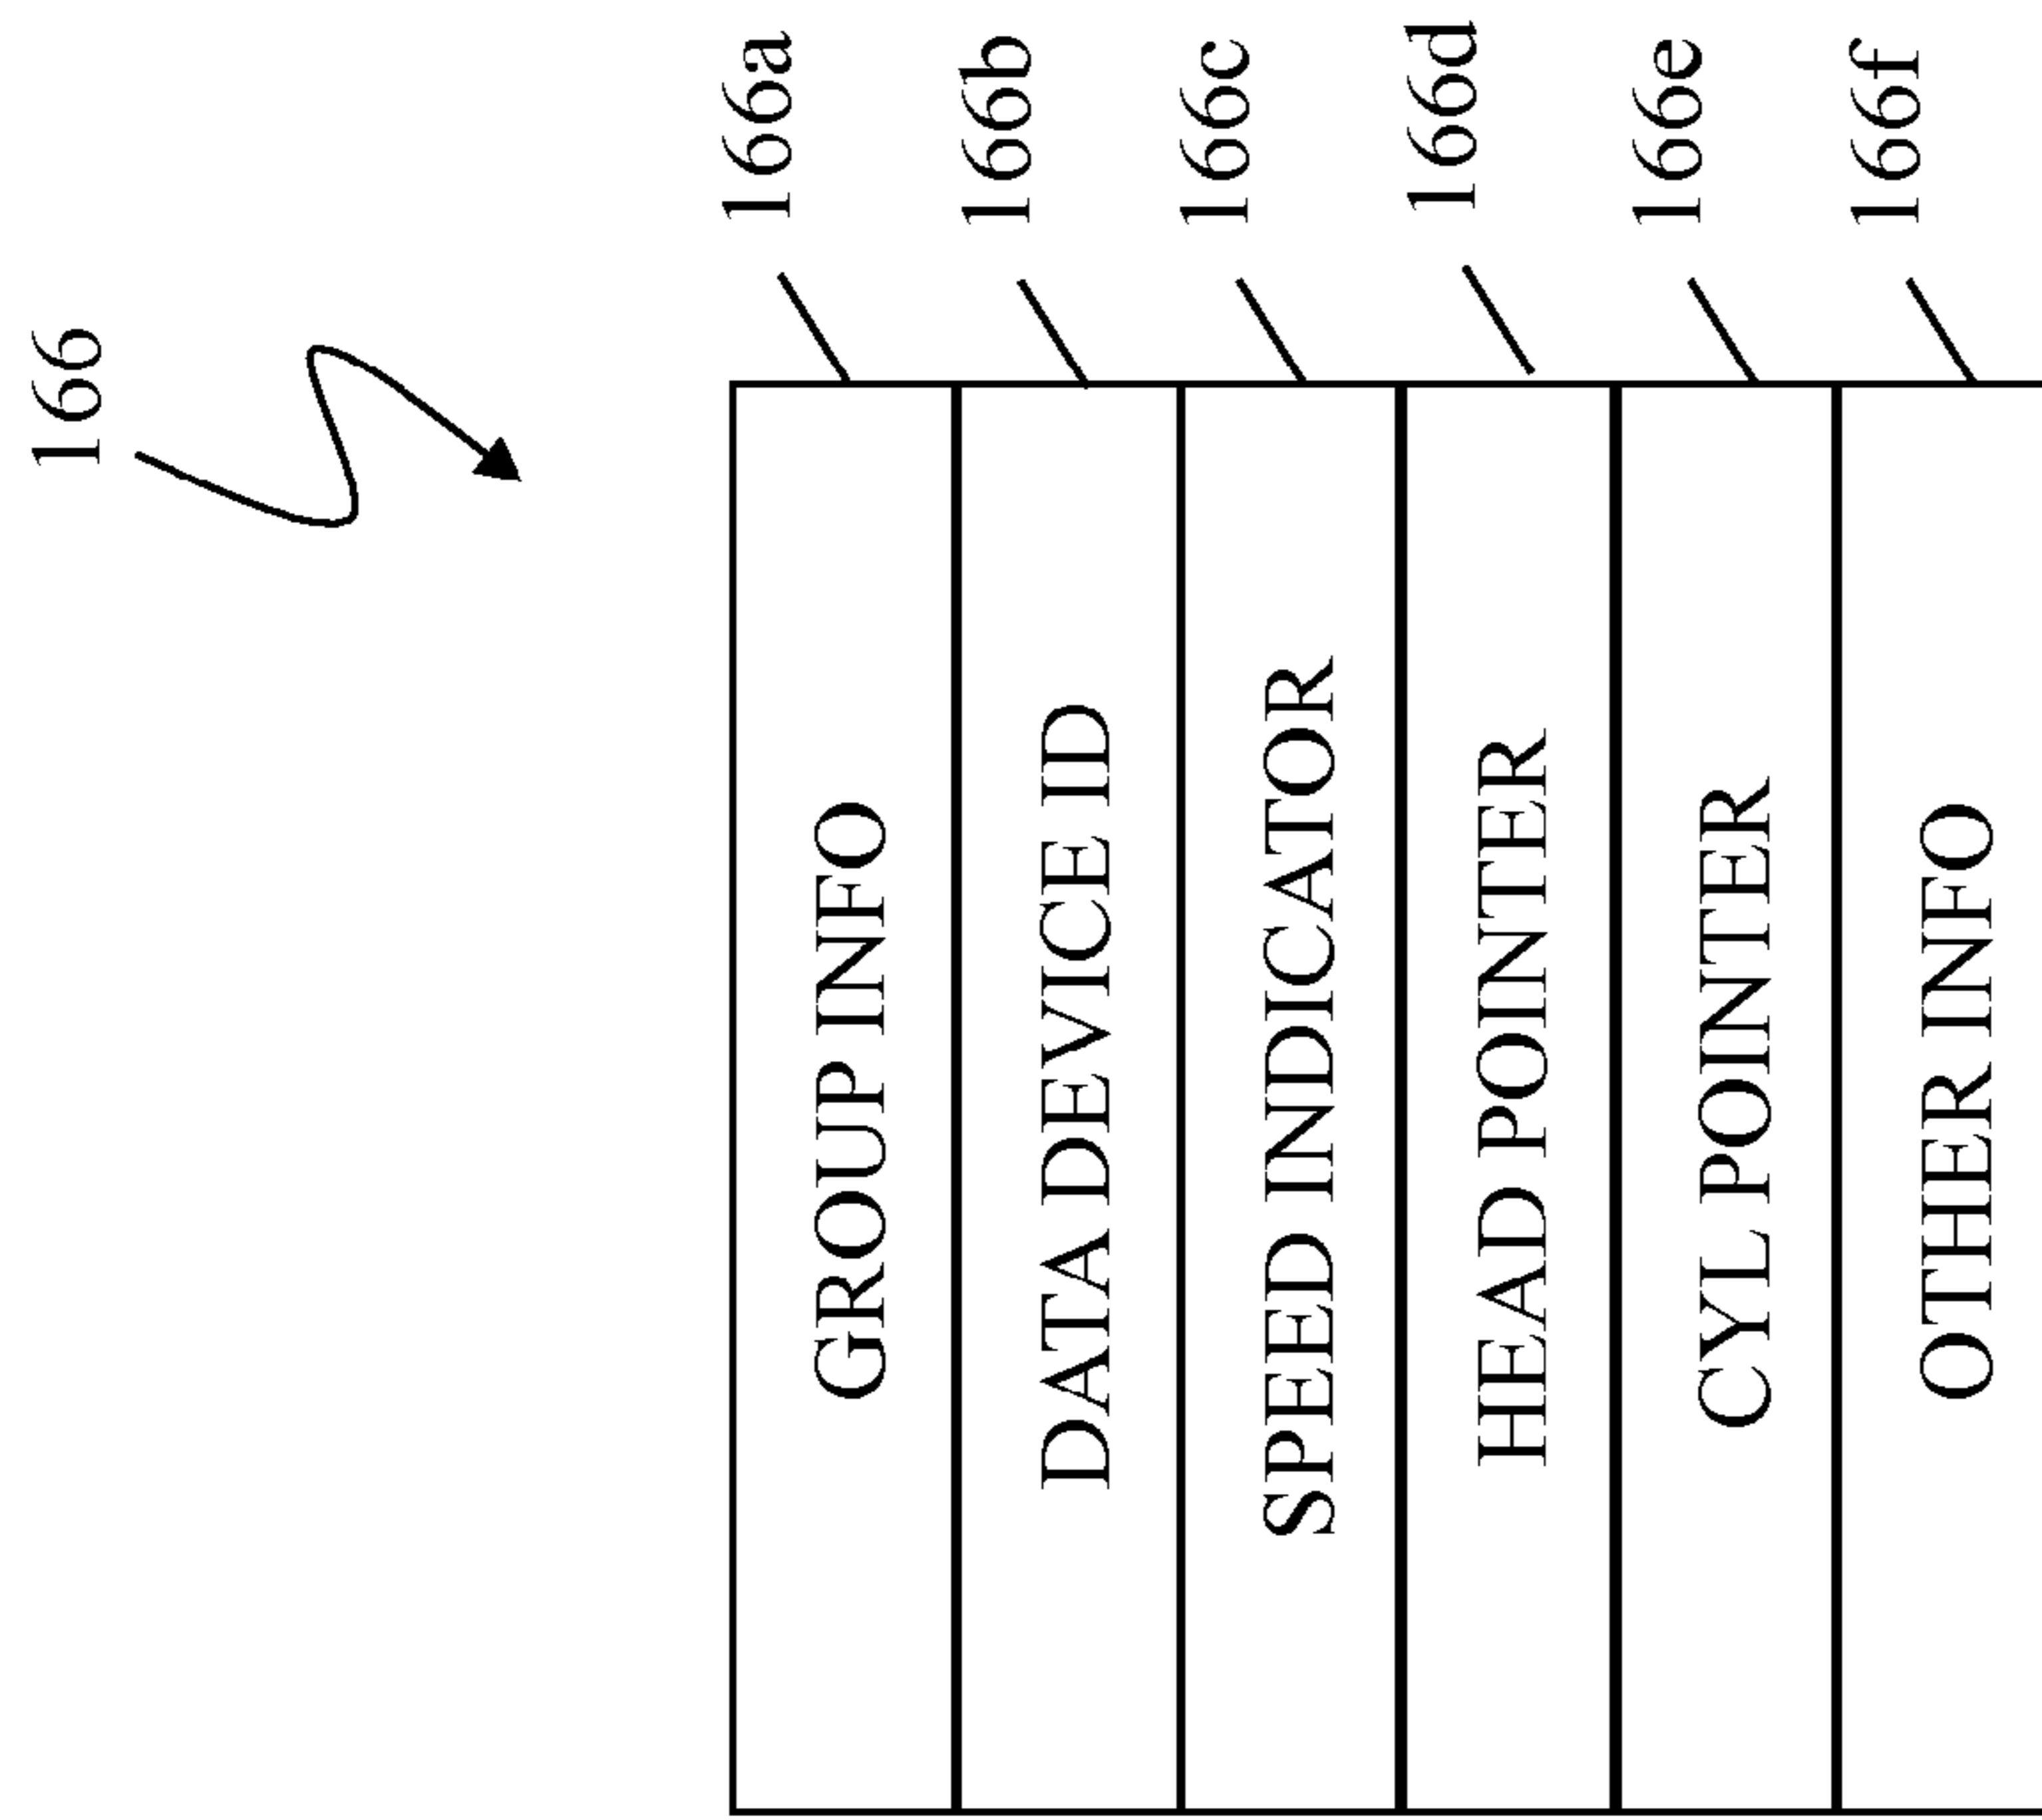 166
GROUP INFO 166a
DATA DEVICE ID 166b
SPEED INDICATOR 166c
HEAD POINTER 166d
CYL POINTER 166e
OTHER INFO 166f